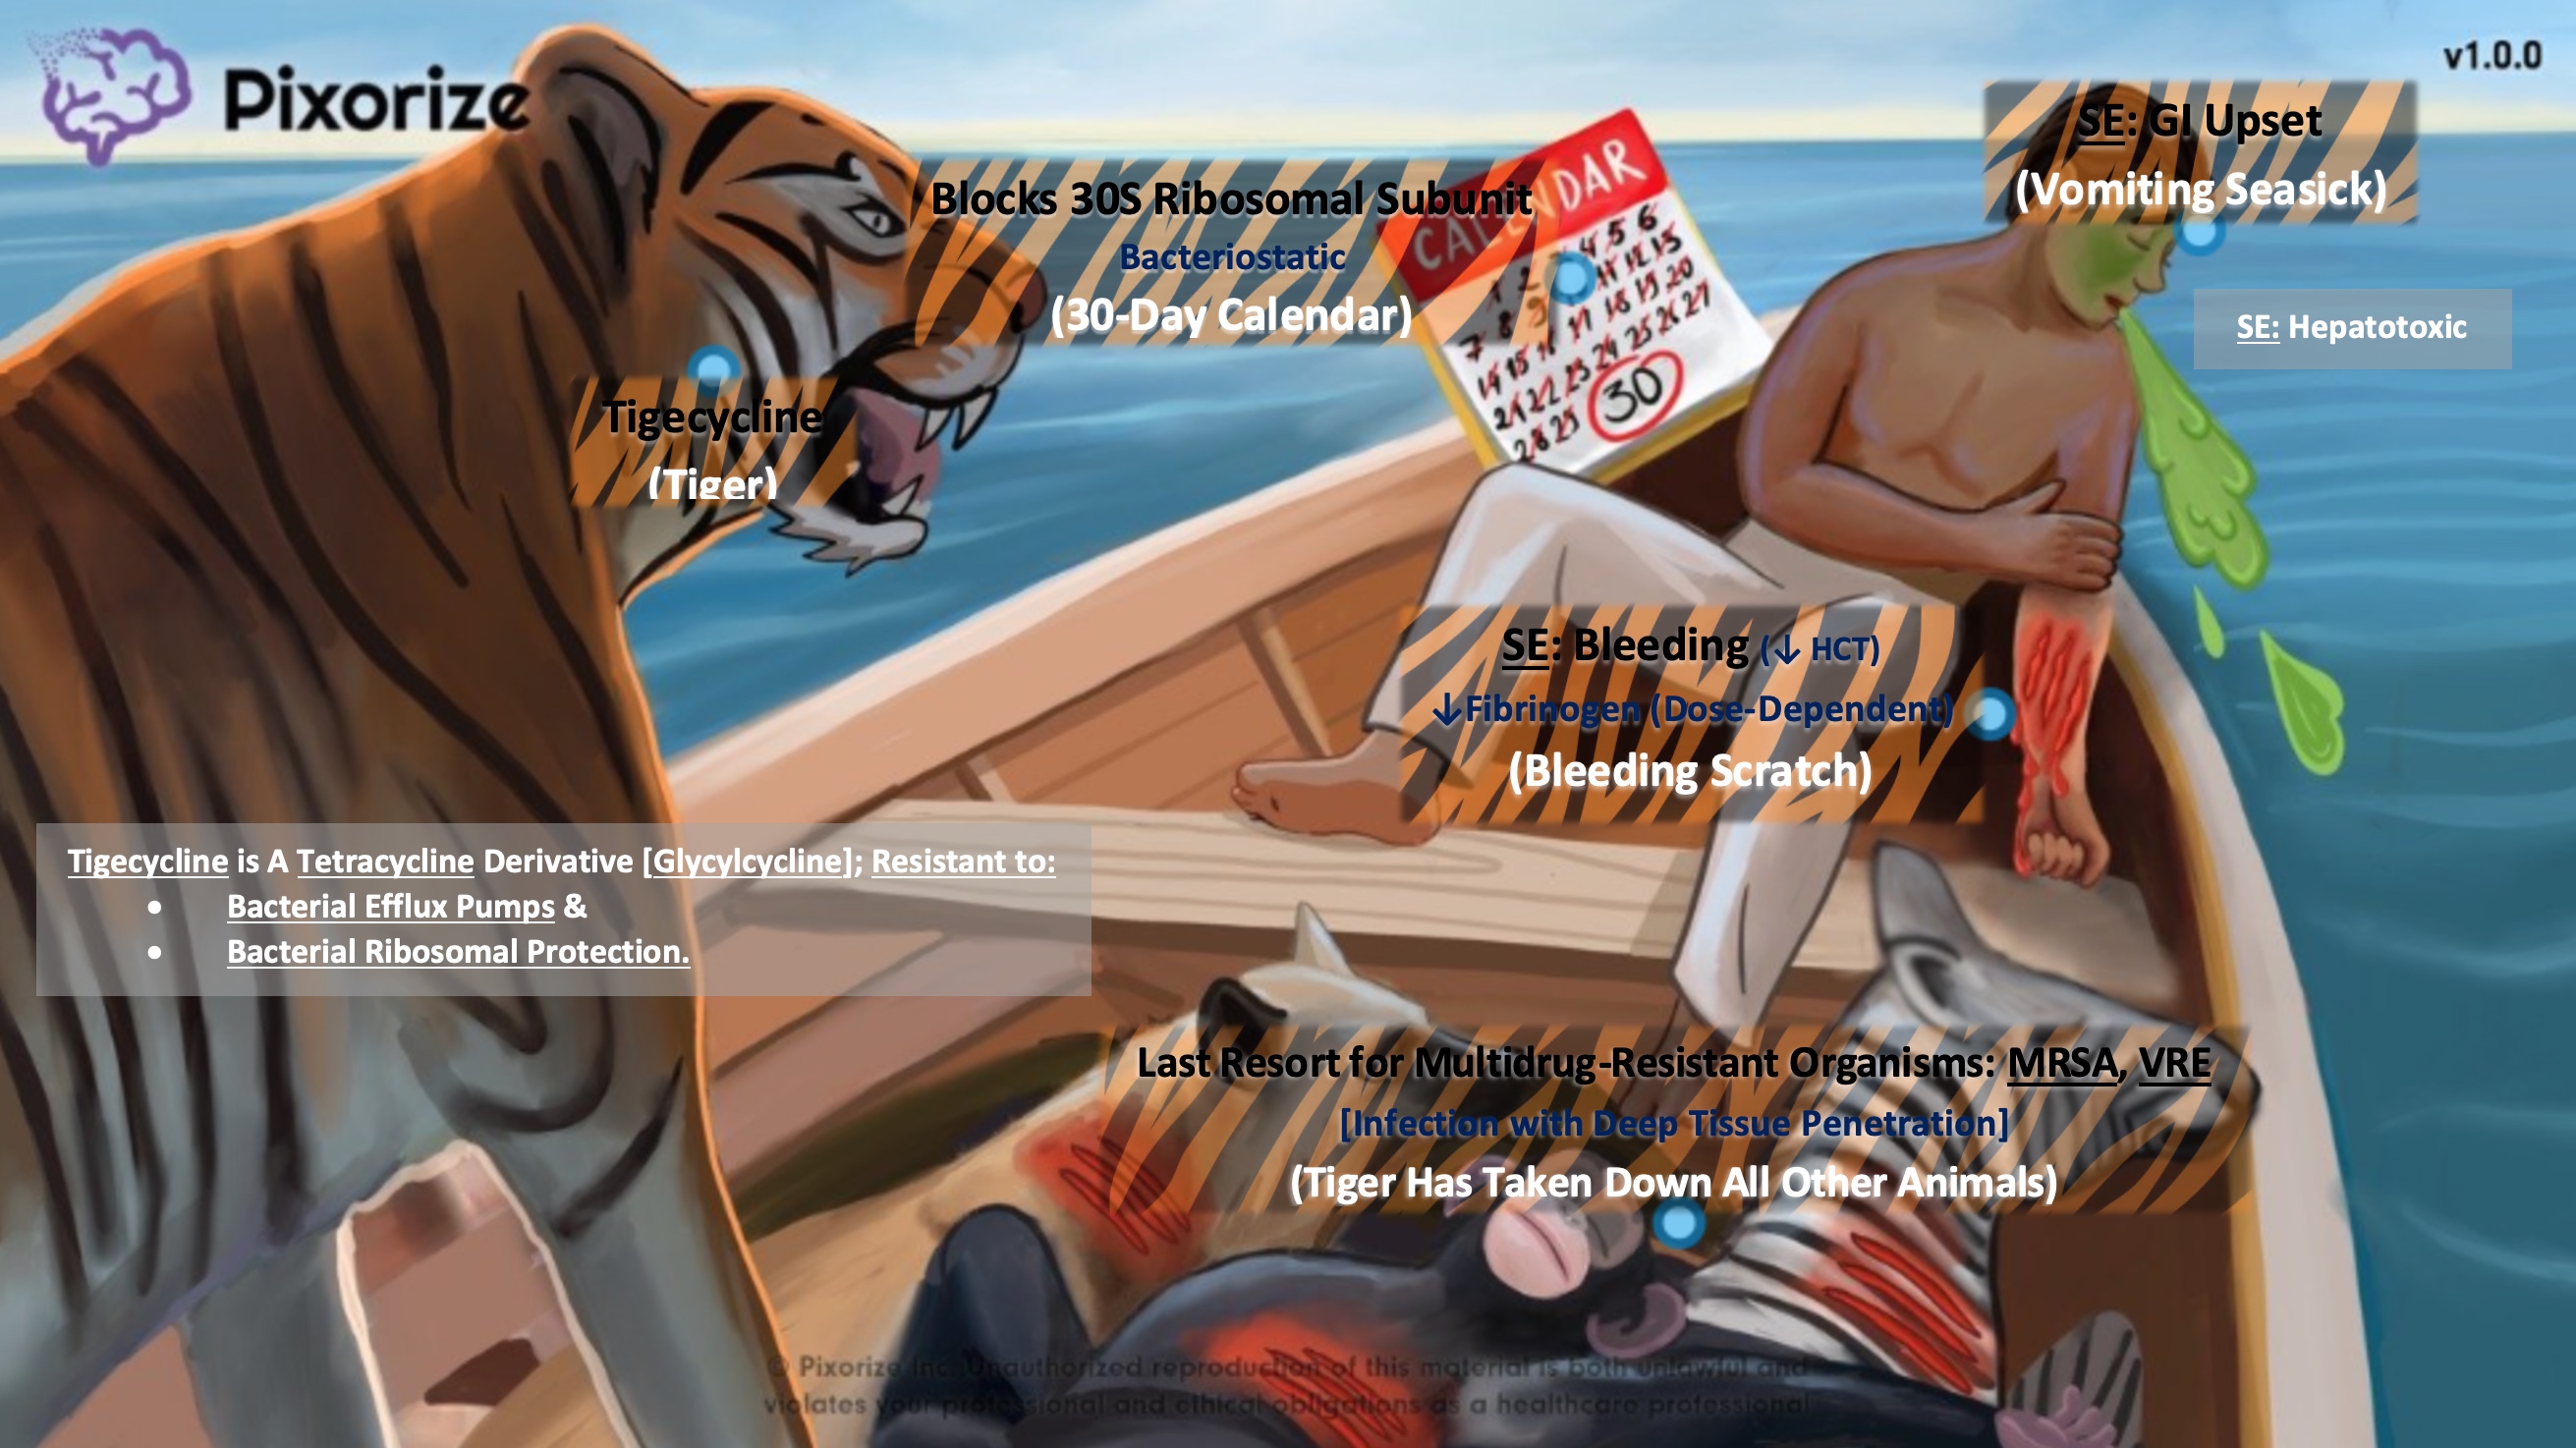 Pixorize
v1.0.0
SE: GI Upset
(Vomiting Seasick)
Blocks 30S Ribosomal Subunit
Bacteriostatic
(30-Day Calendar)
CALENDAR
30
SE: Hepatotoxic
Tigecycline
(Tiger)
SE: Bleeding (↓ HCT)
↓Fibrinogen (Dose-Dependent)
(Bleeding Scratch)
Tigecycline is A Tetracycline Derivative [Glycylcycline]; Resistant to:
• Bacterial Efflux Pumps &
• Bacterial Ribosomal Protection.
Last Resort for Multidrug-Resistant Organisms: MRSA, VRE
[Infection with Deep Tissue Penetration]
(Tiger Has Taken Down All Other Animals)
© Pixorize Inc. Unauthorized reproduction of this material is both unlawful and
violates your professional and ethical obligations as a healthcare professional